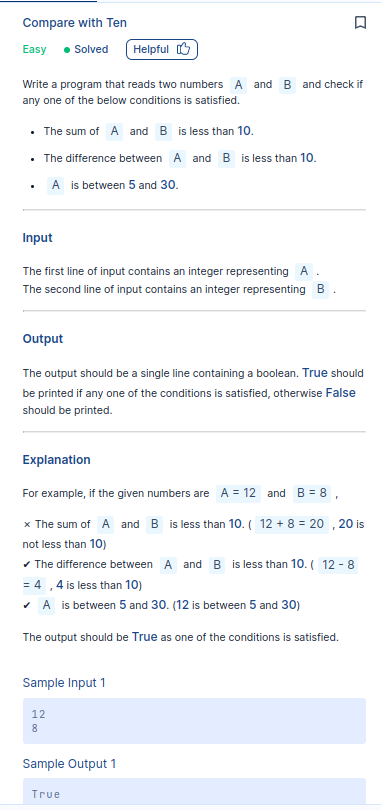 Compare with Ten
Easy Solved Helpful
Write a program that reads two numbers A and B and check if
any one of the below conditions is satisfied.
• The sum of A and B is less than 10.
• The difference between A and B is less than 10.
• A is between 5 and 30.
Input
The first line of input contains an integer representing A .
The second line of input contains an integer representing B .
Output
The output should be a single line containing a boolean. True should
be printed if any one of the conditions is satisfied, otherwise False
should be printed.
Explanation
For example, if the given numbers are A = 12 and B = 8 ,
× The sum of A and B is less than 10. ( 12 + 8 = 20 , 20 is
not less than 10)
✔ The difference between A and B is less than 10. ( 12 - 8
= 4 , 4 is less than 10)
✔ A is between 5 and 30. (12 is between 5 and 30)
The output should be True as one of the conditions is satisfied.
Sample Input 1
12
8
Sample Output 1
True